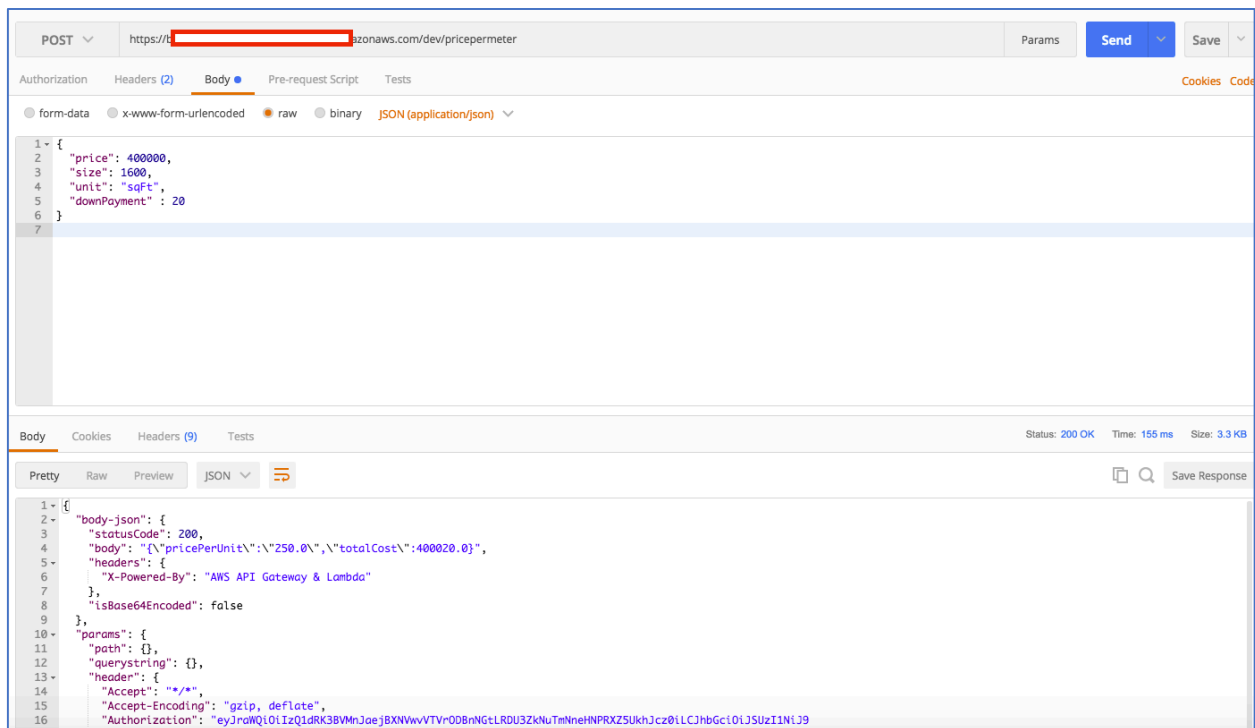 POST https://b azonaws.com/dev/pricepermeter Params Send Save
Authorization Headers (2) Body Pre-request Script Tests Cookies Code
form-data x-www-form-urlencoded raw binary JSON (application/json)
1 {
2 "price": 400000,
3 "size": 1600,
4 "unit": "sqFt",
5 "downPayment" : 20
6 }
7
Body Cookies Headers (9) Tests Status: 200 OK Time: 155 ms Size: 3.3 KB
Pretty Raw Preview JSON Save Response
1 {
2 "body-json": {
3 "statusCode": 200,
4 "body": "{\"pricePerUnit\":\"250.0\",\"totalCost\":400020.0}",
5 "headers": {
6 "X-Powered-By": "AWS API Gateway & Lambda"
7 },
8 "isBase64Encoded": false
9 },
10 "params": {
11 "path": {},
12 "querystring": {},
13 "header": {
14 "Accept": "*/*",
15 "Accept-Encoding": "gzip, deflate",
16 "Authorization":